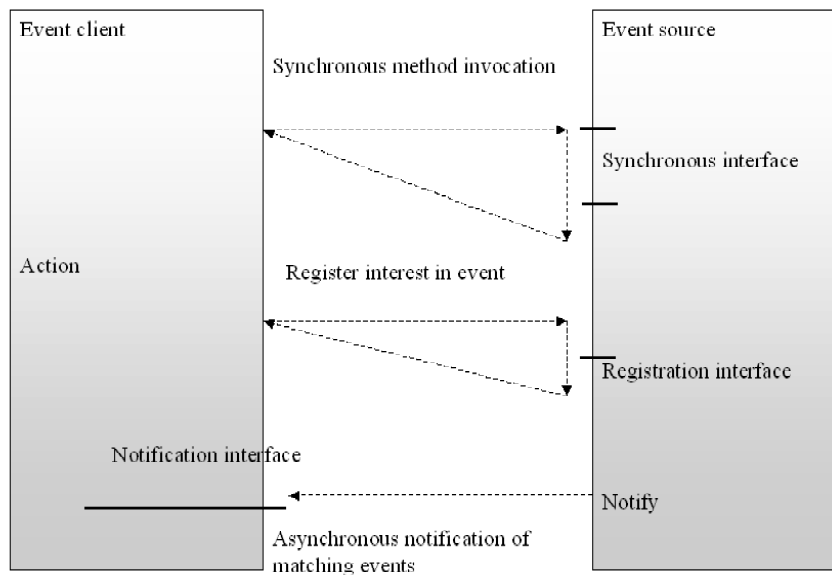 Event client
Event source
Synchronous method invocation
Synchronous interface
Action
Register interest in event
Registration interface
Notification interface
Notify
Asynchronous notification of
matching events